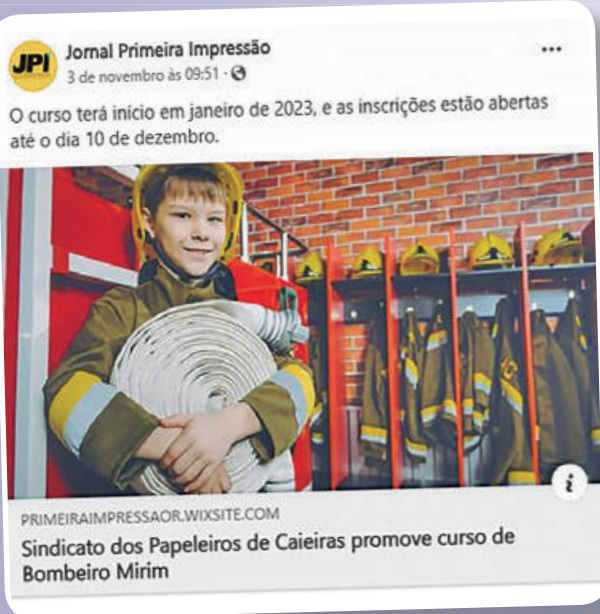 JPI
Jornal Primeira Impressão
3 de novembro às 09:51 ·
O curso terá início em janeiro de 2023, e as inscrições estão abertas
até o dia 10 de dezembro.
i
PRIMEIRAIMPRESSAOR.WIXSITE.COM
Sindicato dos Papeleiros de Caieiras promove curso de
Bombeiro Mirim